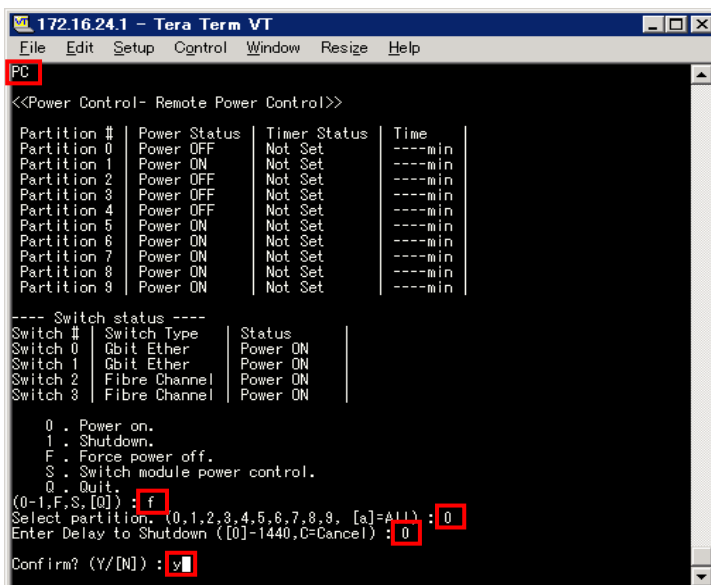 172.16.24.1 - Tera Term VT
File Edit Setup Control Window Resize Help
PC
<<Power Control- Remote Power Control>>
Partition # | Power Status | Timer Status | Time
Partition 0 | Power OFF | Not Set | ----min |
Partition 1 | Power ON | Not Set | ----min |
Partition 2 | Power OFF | Not Set | ----min |
Partition 3 | Power OFF | Not Set | ----min |
Partition 4 | Power OFF | Not Set | ----min |
Partition 5 | Power ON | Not Set | ----min |
Partition 6 | Power ON | Not Set | ----min |
Partition 7 | Power ON | Not Set | ----min |
Partition 8 | Power ON | Not Set | ----min |
Partition 9 | Power ON | Not Set | ----min |
---- Switch status ----
Switch # | Switch Type | Status |
Switch 0 | Gbit Ether | Power ON |
Switch 1 | Gbit Ether | Power ON |
Switch 2 | Fibre Channel | Power ON |
Switch 3 | Fibre Channel | Power ON |
0 . Power on.
1 . Shutdown.
F . Force power off.
S . Switch module power control.
Q . Quit.
(0-1,F,S,[Q]) : f
Select partition. (0,1,2,3,4,5,6,7,8,9, [a]=All) : 0
Enter Delay to Shutdown ([0]-1440,C=Cancel) : 0
Confirm? (Y/[N]) : y